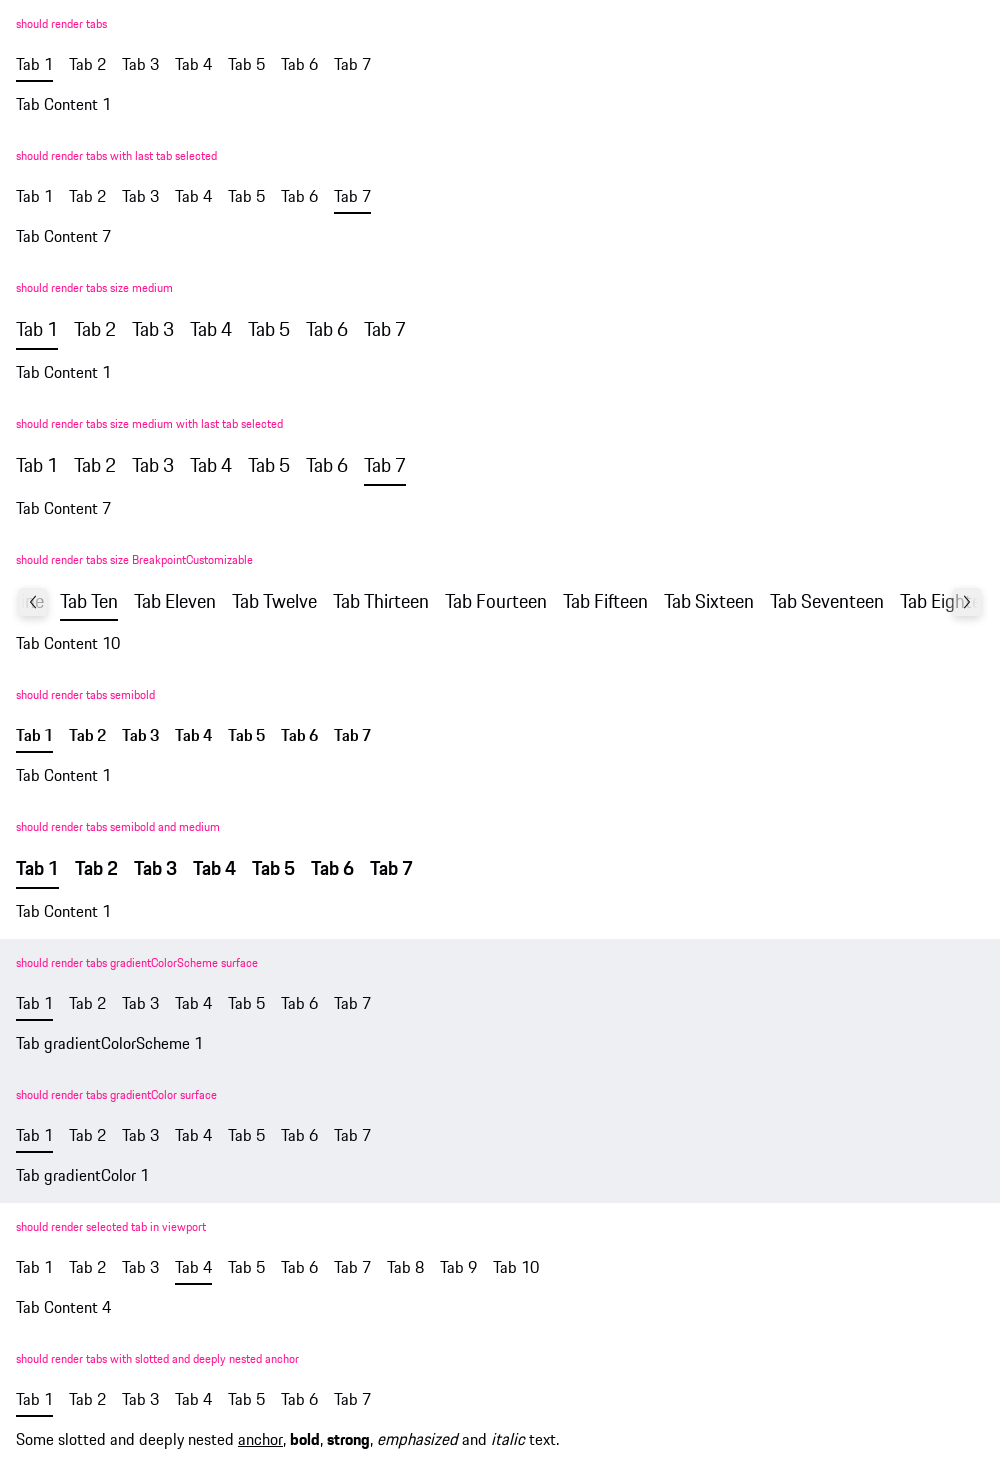 should render tabs
Tab 1 Tab 2 Tab 3 Tab 4 Tab 5 Tab 6 Tab 7
Tab Content 1
should render tabs with last tab selected
Tab 1 Tab 2 Tab 3 Tab 4 Tab 5 Tab 6 Tab 7
Tab Content 7
should render tabs size medium
Tab 1 Tab 2 Tab 3 Tab 4 Tab 5 Tab 6 Tab 7
Tab Content 1
should render tabs size medium with last tab selected
Tab 1 Tab 2 Tab 3 Tab 4 Tab 5 Tab 6 Tab 7
Tab Content 7
should render tabs size BreakpointCustomizable
Tab Ten Tab Eleven Tab Twelve Tab Thirteen Tab Fourteen Tab Fifteen Tab Sixteen Tab Seventeen Tab
Tab Content 10
should render tabs semibold
Tab 1 Tab 2 Tab 3 Tab 4 Tab 5 Tab 6 Tab 7
Tab Content 1
should render tabs semibold and medium
Tab 1 Tab 2 Tab 3 Tab 4 Tab 5 Tab 6 Tab 7
Tab Content 1
should render tabs gradientColorScheme surface
Tab 1 Tab 2 Tab 3 Tab 4 Tab 5 Tab 6 Tab 7
Tab gradientColorScheme 1
should render tabs gradientColor surface
Tab 1 Tab 2 Tab 3 Tab 4 Tab 5 Tab 6 Tab 7
Tab gradientColor 1
should render selected tab in viewport
Tab 1 Tab 2 Tab 3 Tab 4 Tab 5 Tab 6 Tab 7 Tab 8 Tab 9 Tab 10
Tab Content 4
should render tabs with slotted and deeply nested anchor
Tab 1 Tab 2 Tab 3 Tab 4 Tab 5 Tab 6 Tab 7
Some slotted and deeply nested anchor, bold, strong, emphasized and italic text.